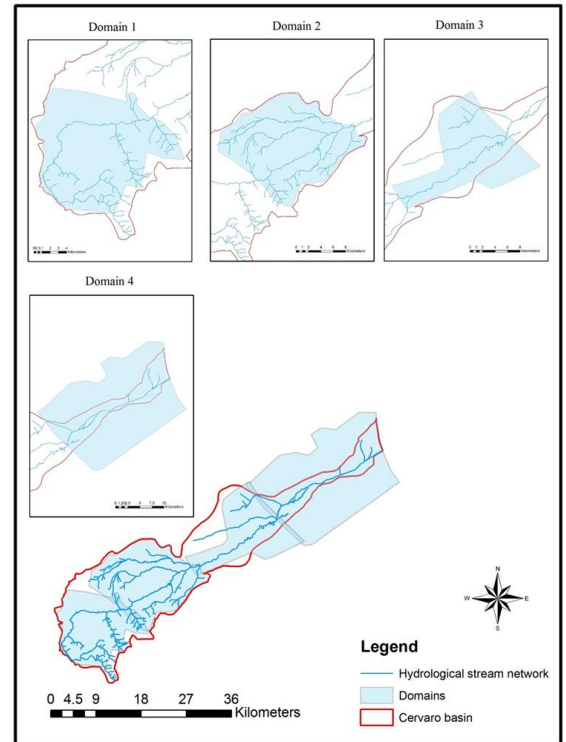 Domain 1
Domain 2
Domain 3
Kilometers
Kilometers
Kilometers
Domain 4
Kilometers
N
W E
S
Legend
Hydrological stream network
Domains
Cervaro basin
0 4.5 9 18 27 36
Kilometers